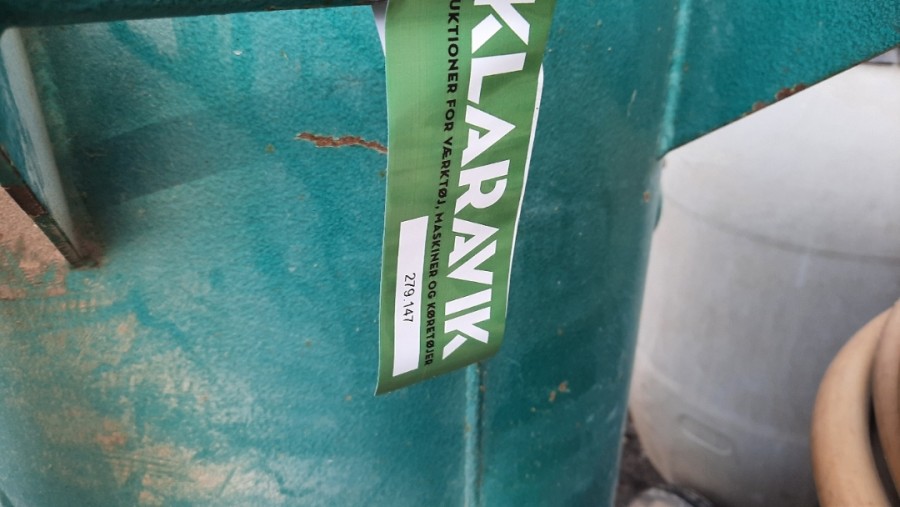 KLARAVIK
UKTIONER FOR VÆRKTØJ, MASKINER OG KØRETØJER
279.147